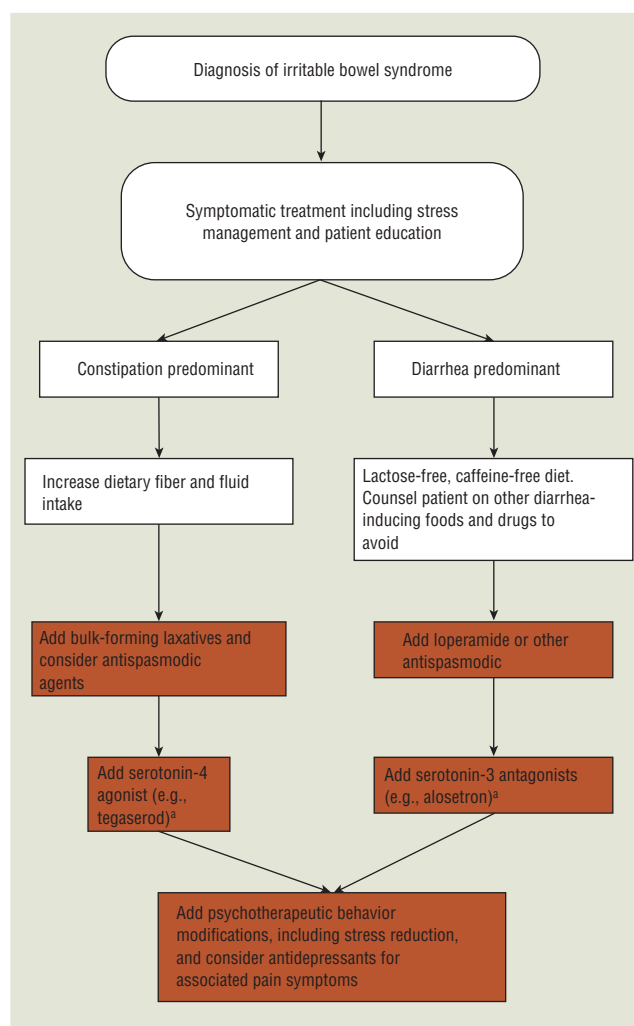 Diagnosis of irritable bowel syndrome
Symptomatic treatment including stress
management and patient education
Constipation predominant
Diarrhea predominant
Increase dietary fiber and fluid
intake
Lactose-free, caffeine-free diet.
Counsel patient on other diarrhea-
inducing foods and drugs to
avoid
Add bulk-forming laxatives and
consider antispasmodic
agents
Add loperamide or other
antispasmodic
Add serotonin-4
agonist (e.g.,
tegaserod)ᵃ
Add serotonin-3 antagonists
(e.g., alosetron)ᵃ
Add psychotherapeutic behavior
modifications, including stress reduction,
and consider antidepressants for
associated pain symptoms